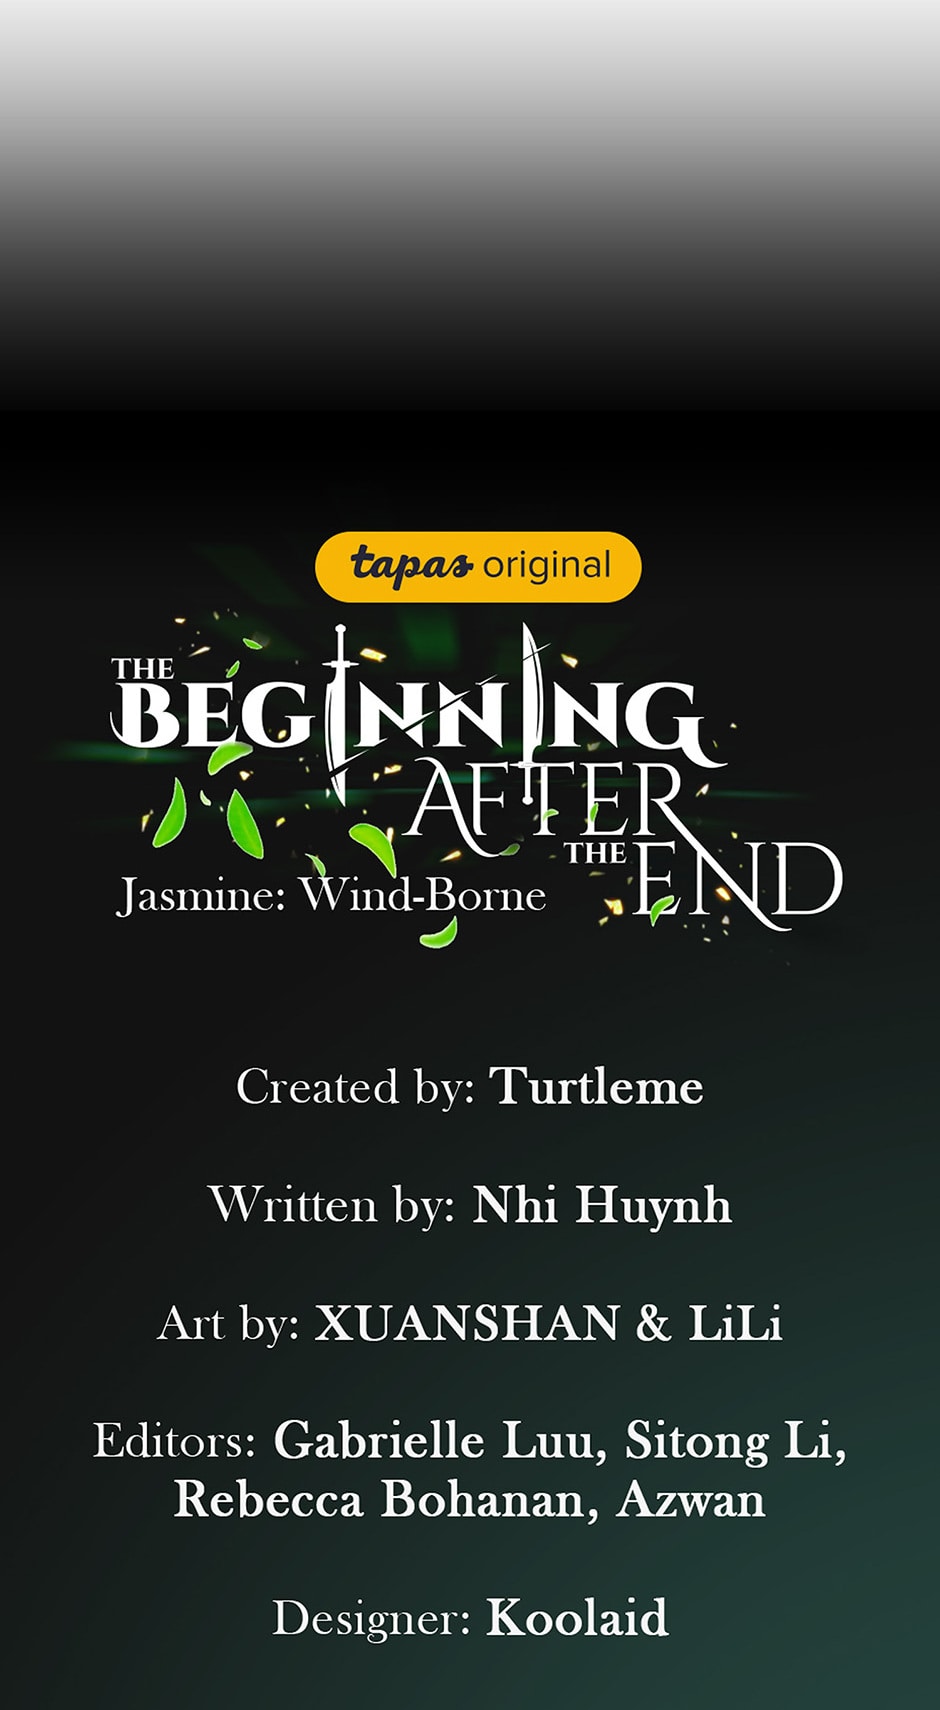 tapas original
THE
BEGINNING
AFTER
THE END
Jasmine: Wind-Borne
Created by: Turtleme
Written by: Nhi Huynh
Art by: XUANSHAN & LiLi
Editors: Gabrielle Luu, Sitong Li,
Rebecca Bohanan, Azwan
Designer: Koolaid